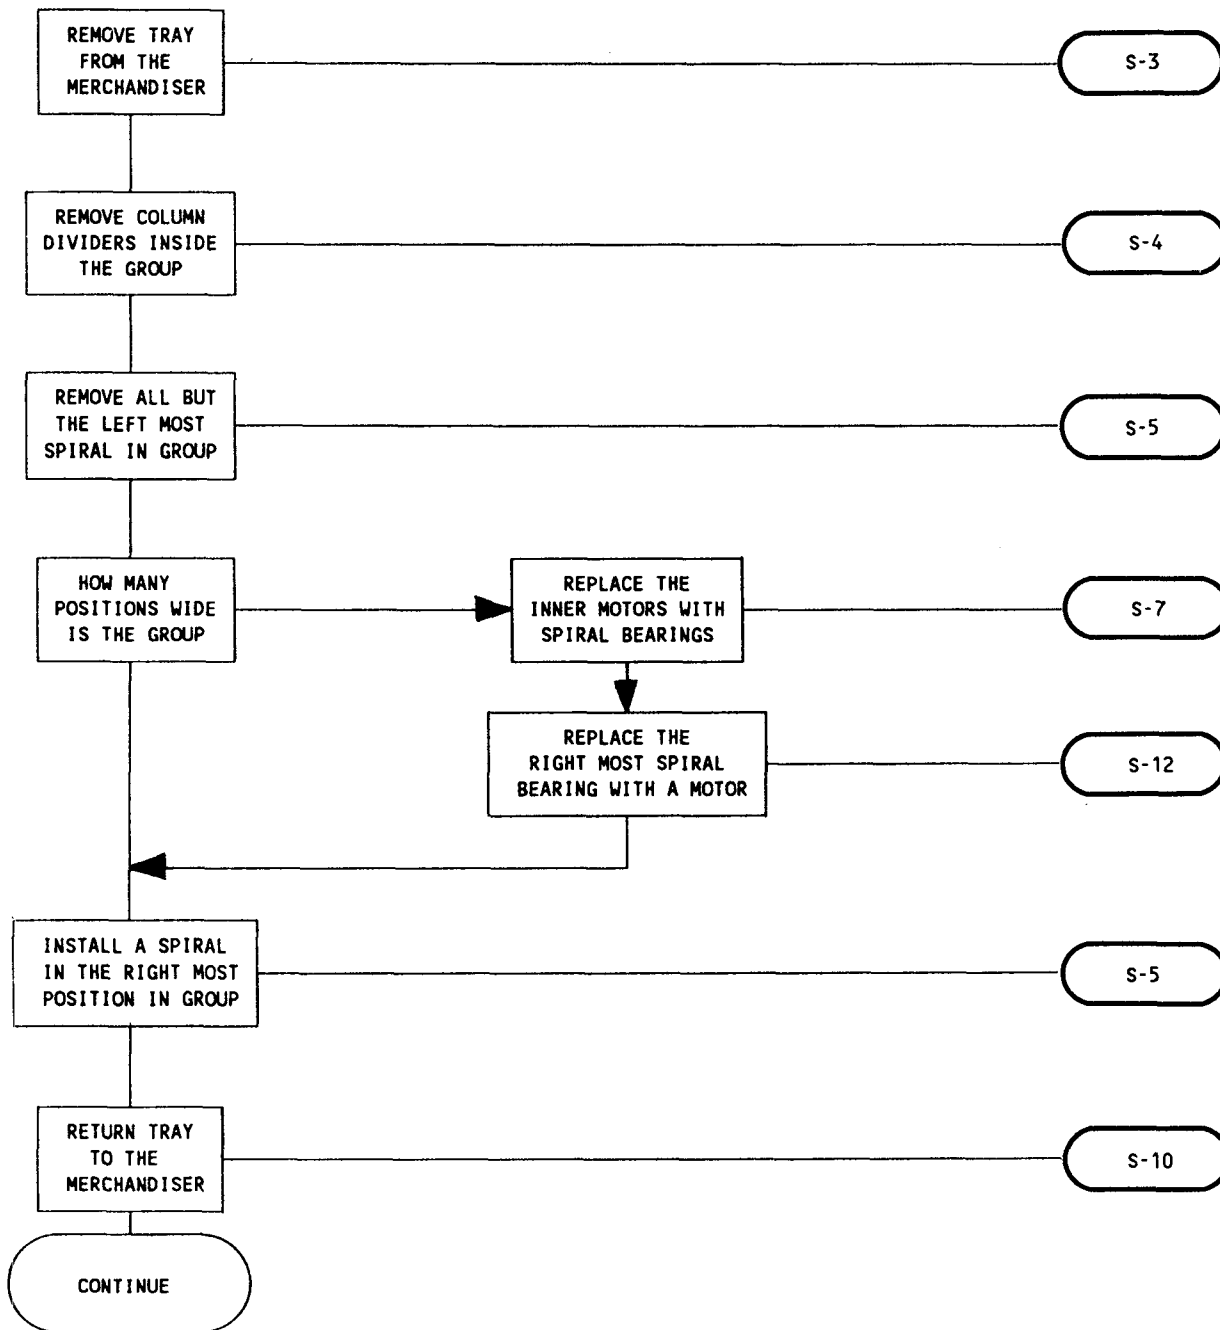 REMOVE TRAY
FROM THE
MERCHANDISER
S-3
REMOVE COLUMN
DIVIDERS INSIDE
THE GROUP
S-4
REMOVE ALL BUT
THE LEFT MOST
SPIRAL IN GROUP
S-5
HOW MANY
POSITIONS WIDE
IS THE GROUP
REPLACE THE
INNER MOTORS WITH
SPIRAL BEARINGS
S-7
REPLACE THE
RIGHT MOST SPIRAL
BEARING WITH A MOTOR
S-12
INSTALL A SPIRAL
IN THE RIGHT MOST
POSITION IN GROUP
S-5
RETURN TRAY
TO THE
MERCHANDISER
S-10
CONTINUE